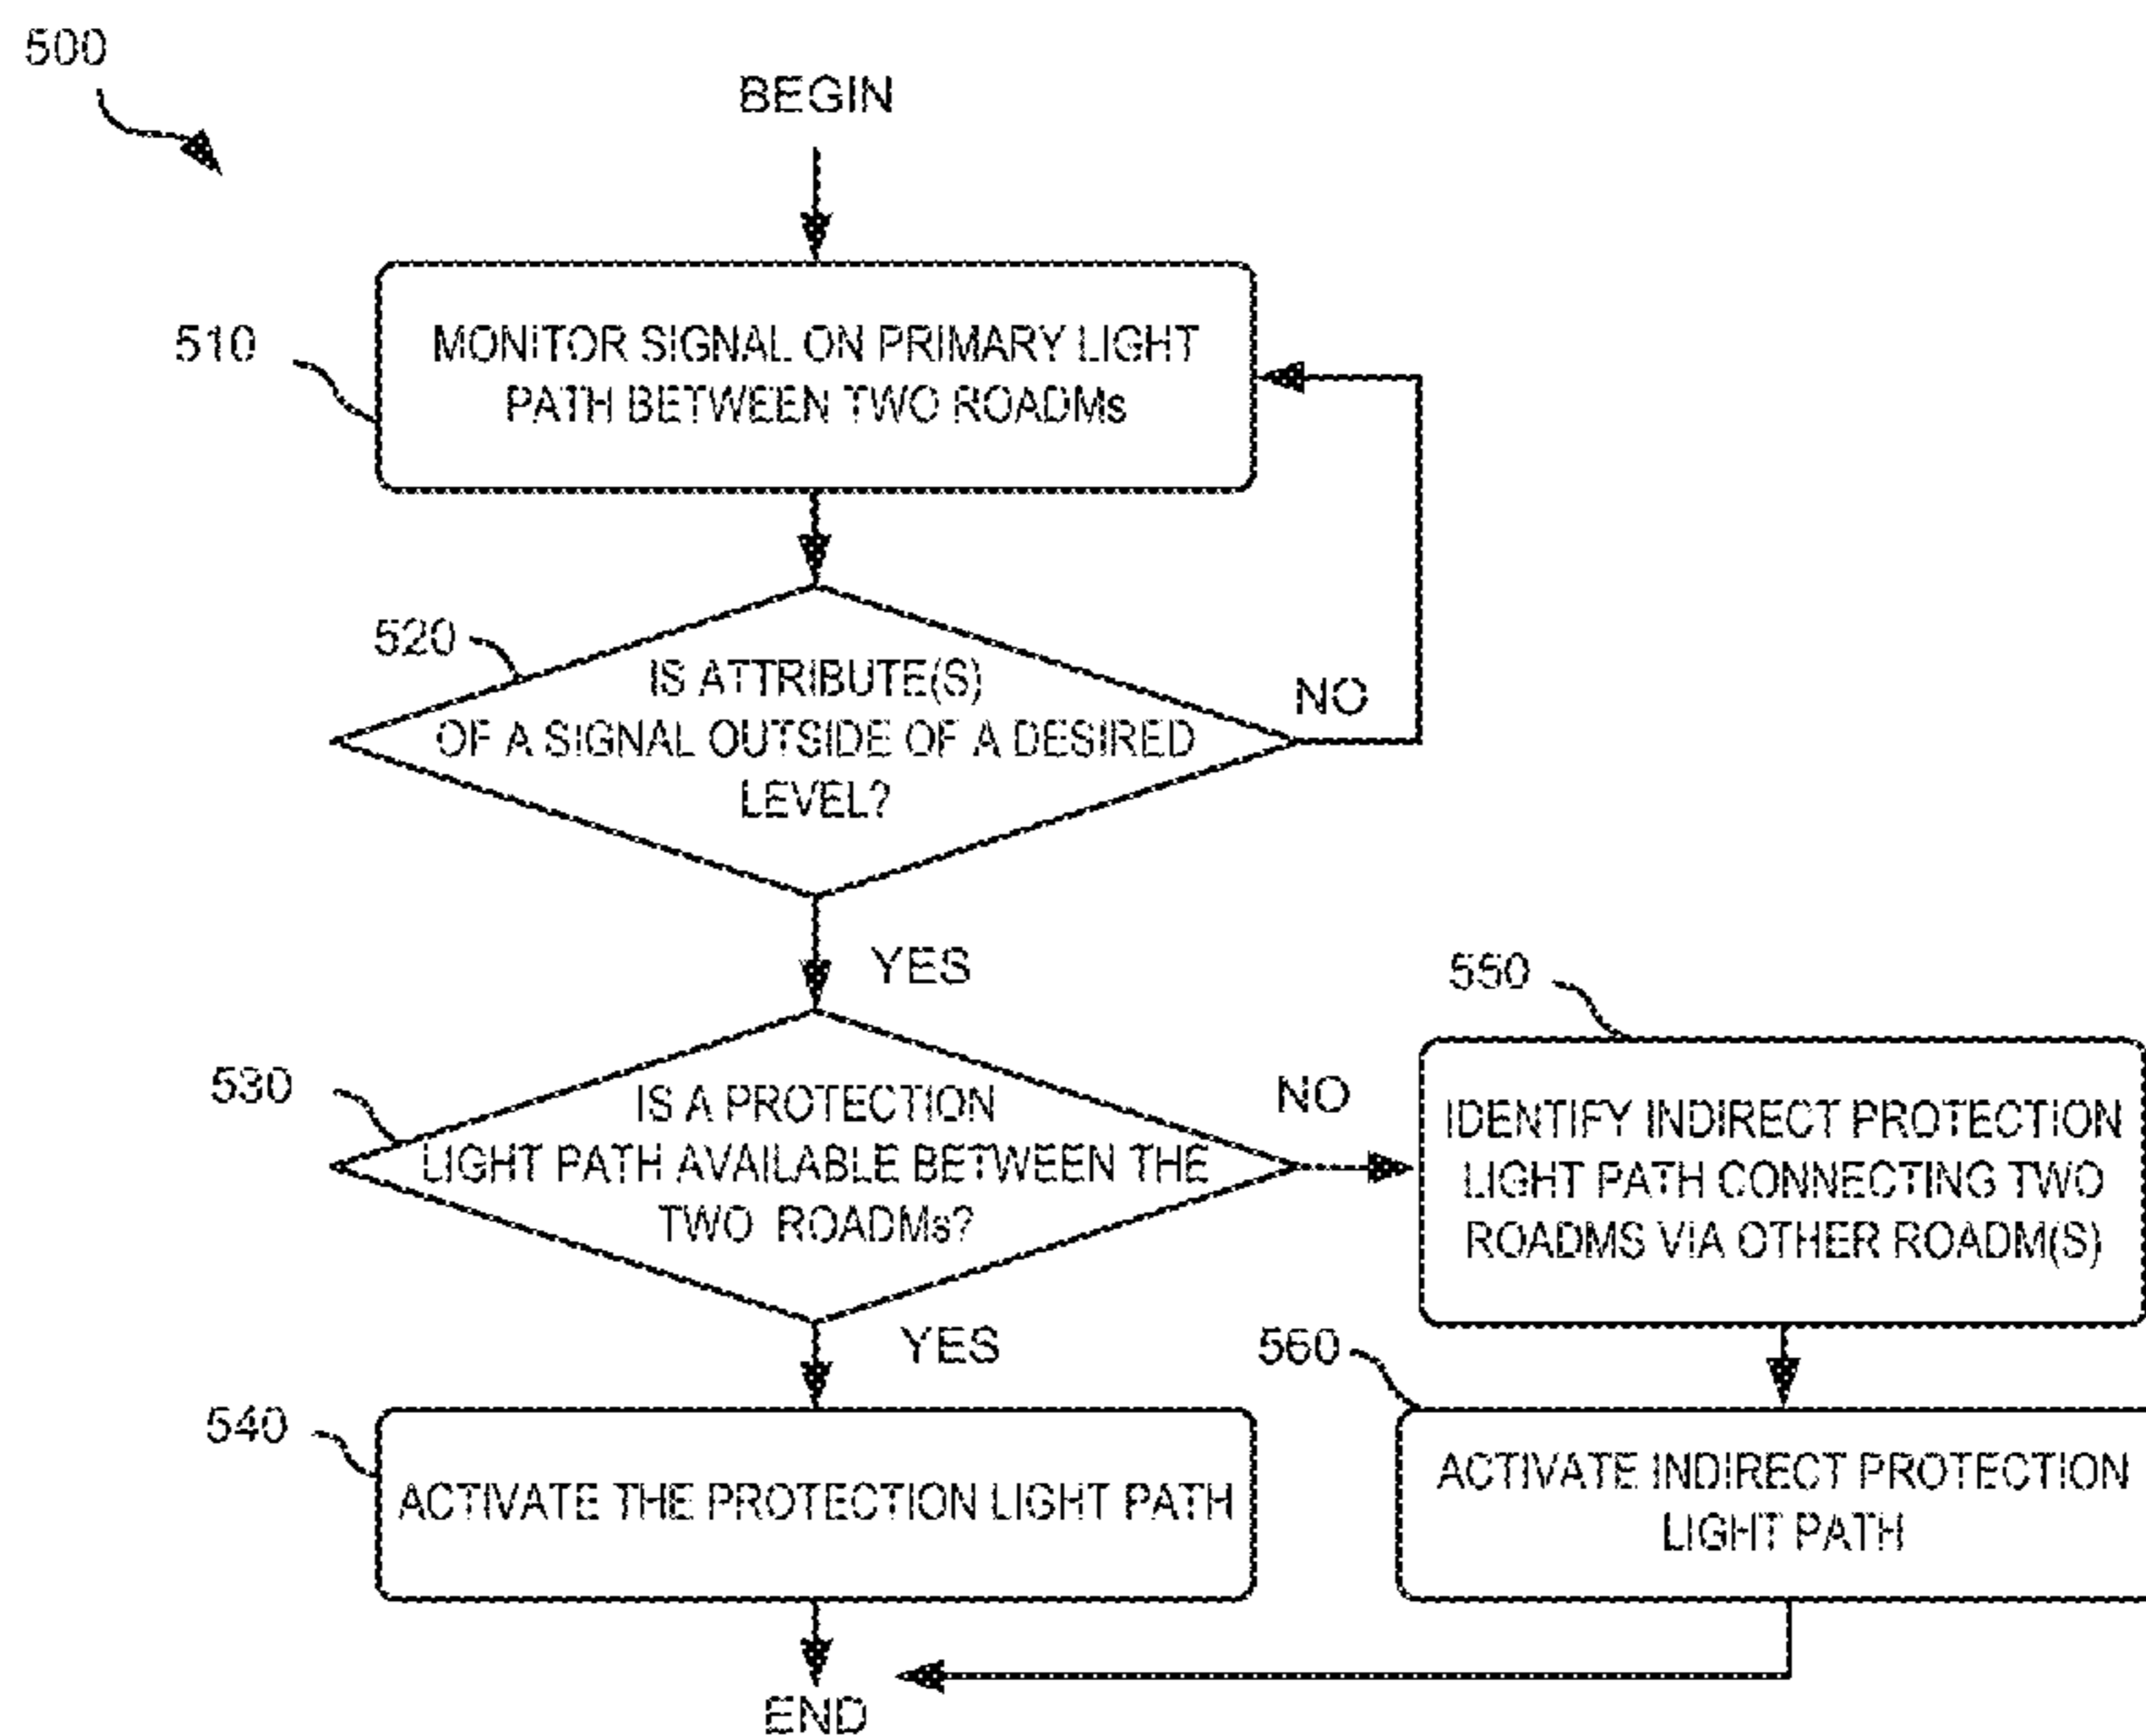 500
BEGIN
510
MONITOR SIGNAL ON PRIMARY LIGHT
PATH BETWEEN TWO ROADMs
520
IS ATTRIBUTE(S)
OF A SIGNAL OUTSIDE OF A DESIRED
LEVEL?
NO
YES
530
IS A PROTECTION
LIGHT PATH AVAILABLE BETWEEN THE
TWO ROADMs?
NO
550
IDENTIFY INDIRECT PROTECTION
LIGHT PATH CONNECTING TWO
ROADMS VIA OTHER ROADM(S)
YES
540
ACTIVATE THE PROTECTION LIGHT PATH
560
ACTIVATE INDIRECT PROTECTION
LIGHT PATH
END